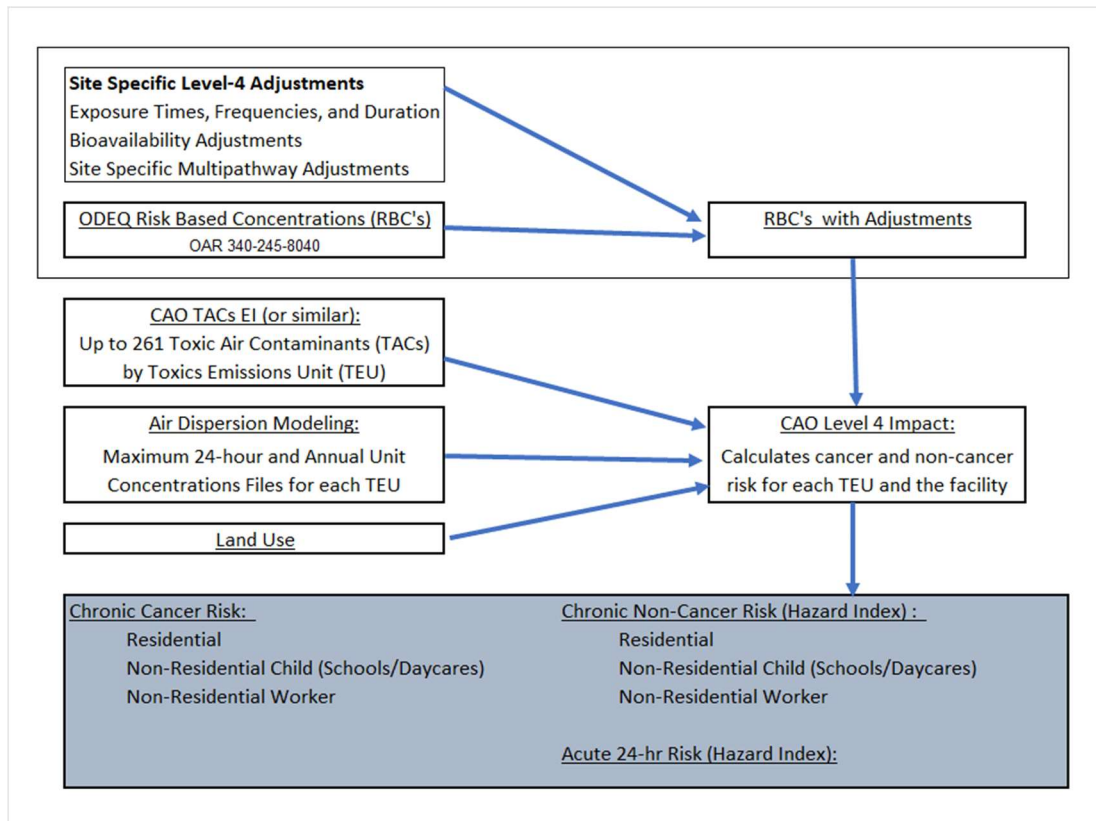 Site Specific Level-4 Adjustments
Exposure Times, Frequencies, and Duration
Bioavailability Adjustments
Site Specific Multipathway Adjustments
ODEQ Risk Based Concentrations (RBC's)
OAR 340-245-8040
RBC's with Adjustments
CAO TACs EI (or similar):
Up to 261 Toxic Air Contaminants (TACs)
by Toxics Emissions Unit (TEU)
Air Dispersion Modeling:
Maximum 24-hour and Annual Unit
Concentrations Files for each TEU
Land Use
CAO Level 4 Impact:
Calculates cancer and non-cancer
risk for each TEU and the facility
Chronic Cancer Risk:
Residential
Non-Residential Child (Schools/Daycares)
Non-Residential Worker
Chronic Non-Cancer Risk (Hazard Index) :
Residential
Non-Residential Child (Schools/Daycares)
Non-Residential Worker
Acute 24-hr Risk (Hazard Index):